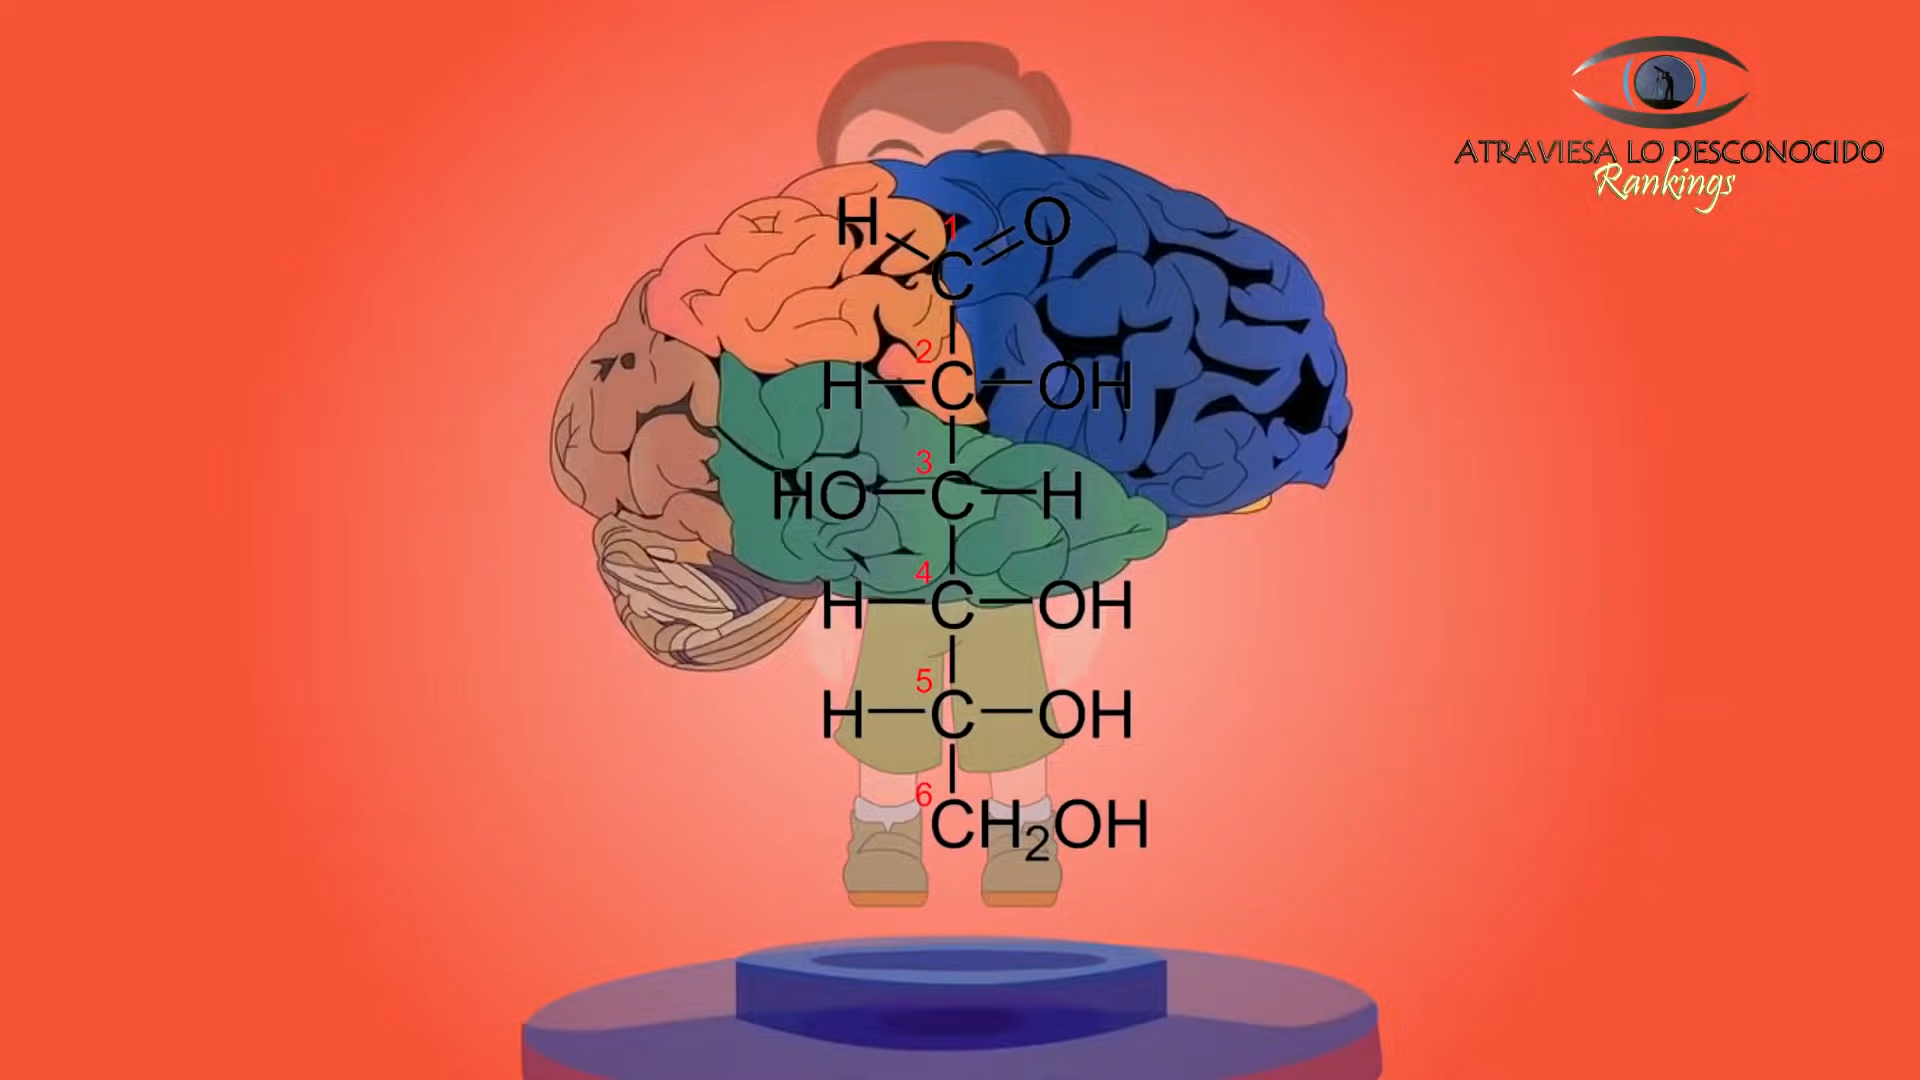 ATRAVIESA LO DESCONOCIDO
Rankings
H 1 O
C
2
H C OH
3
HO C H
4
H C OH
5
H C OH
6
CH₂OH